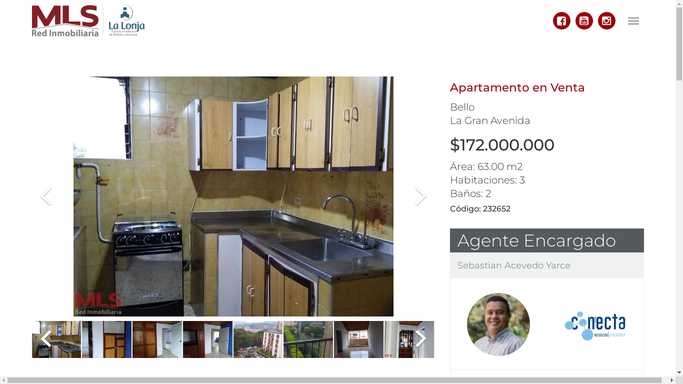 MLS
Red Inmobiliaria
La Lonja
Apartamento en Venta
Bello
La Gran Avenida
$172.000.000
Área: 63.00 m2
Habitaciones: 3
Baños: 2
Código: 232652
Agente Encargado
Sebastian Acevedo Yarce
MLS
Red Inmobiliaria
conecta